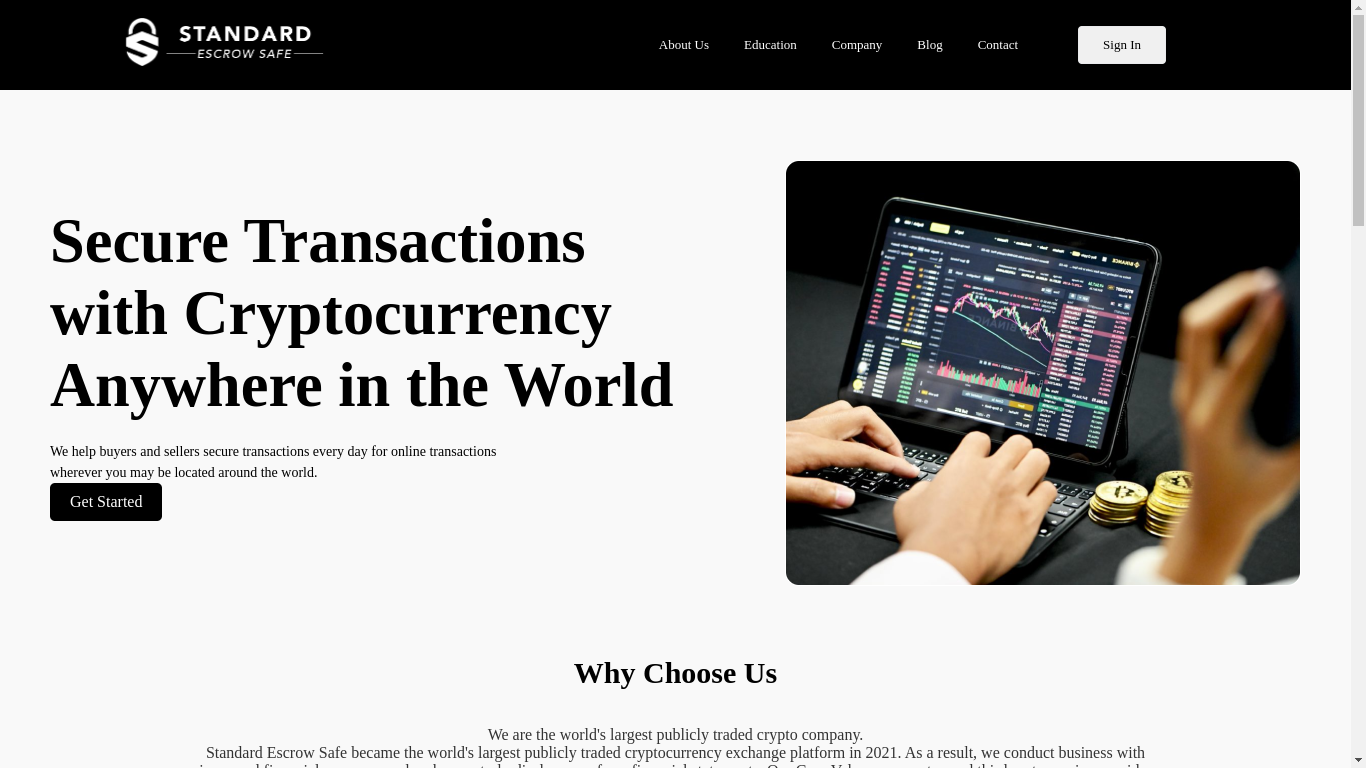 STANDARD
ESCROW SAFE
About Us
Education
Company
Blog
Contact
Sign In
Secure Transactions
with Cryptocurrency
Anywhere in the World
We help buyers and sellers secure transactions every day for online transactions
wherever you may be located around the world.
Get Started
Why Choose Us
We are the world's largest publicly traded crypto company.
Standard Escrow Safe became the world's largest publicly traded cryptocurrency exchange platform in 2021. As a result, we conduct business with